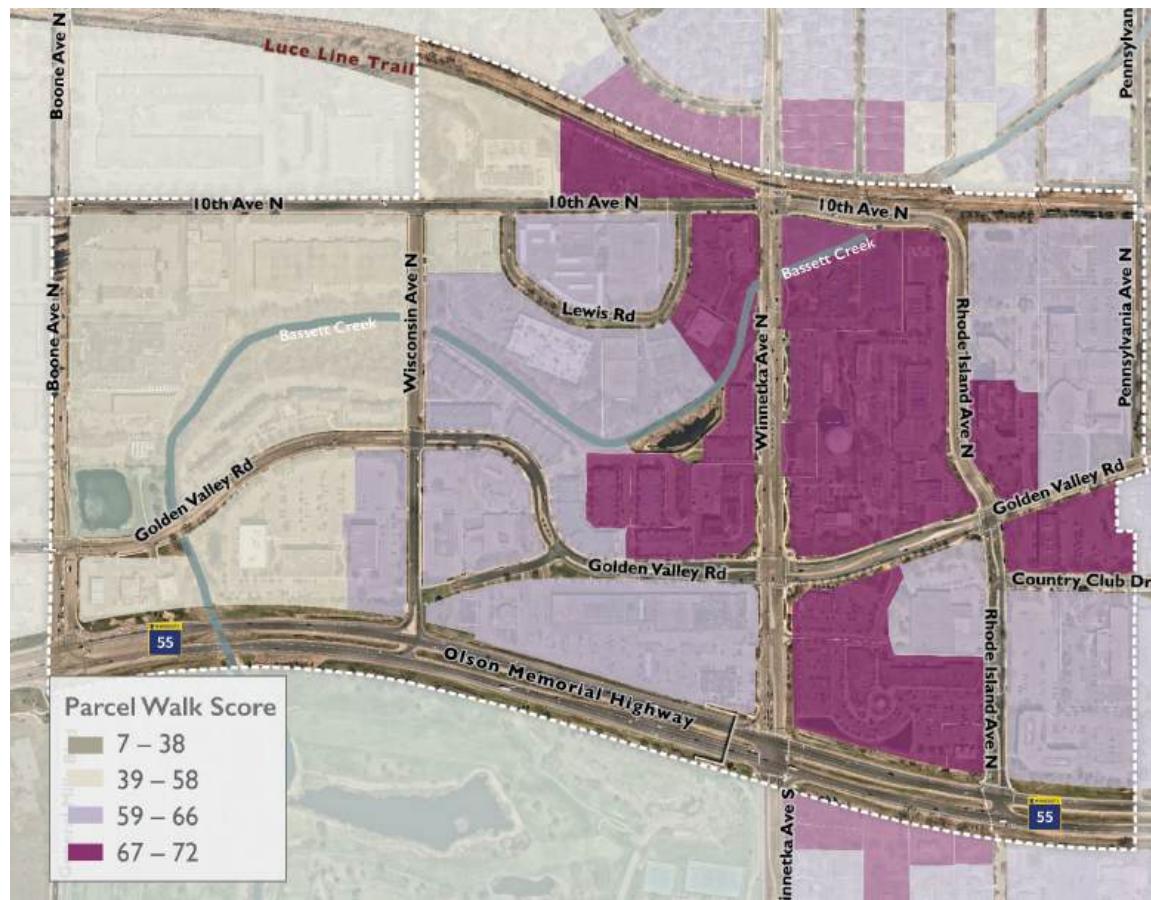 Boone Ave N
Luce Line Trail
Pennsylvan
10th Ave N
10th Ave N
10th Ave N
Boone Ave N
Bassett Creek
Wisconsin Ave N
Lewis Rd
Bassett Creek
Winnetka Ave N
Rhode Island Ave N
Pennsylvania Ave N
Golden Valley Rd
Golden Valley Rd
Golden Valley Rd
Country Club Dr
55
Olson Memorial Highway
Rhode Island Ave N
innetka Ave S
55
Parcel Walk Score
7 – 38
39 – 58
59 – 66
67 – 72